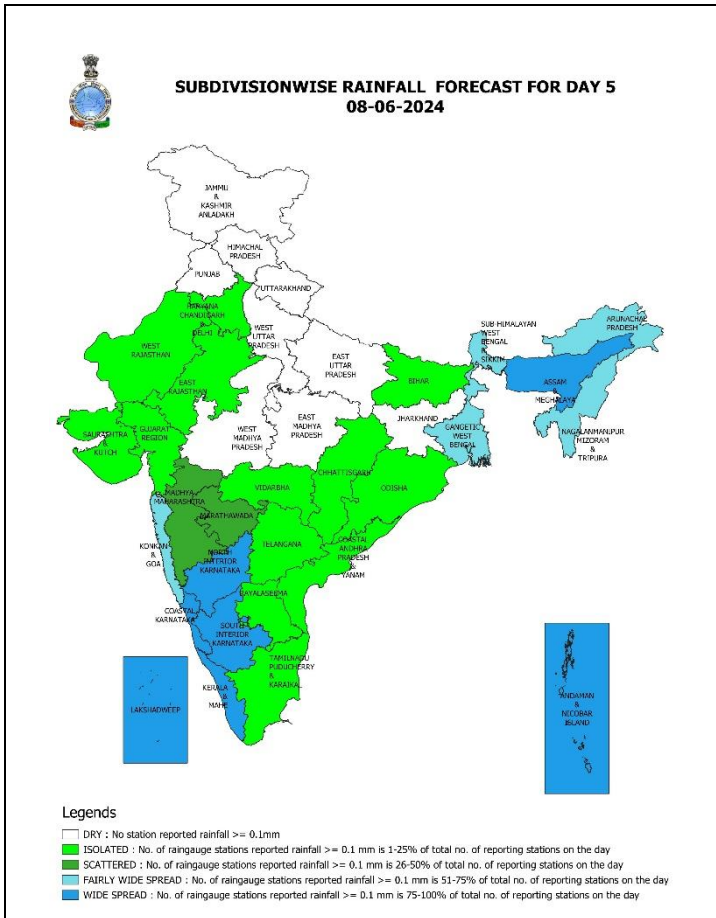 SUBDIVISIONWISE RAINFALL FORECAST FOR DAY 5
08-06-2024
JAMMU
&
KASHMIR
ANLADAKH
HIMACHAL
PRADESH
PUNJAB
UTTARAKHAND
HARYANA
CHANDIGARH
&
DELHI
WEST
UTTAR
PRADESH
WEST
RAJASTHAN
EAST
UTTAR
PRADESH
EAST
RAJASTHAN
SUB-HIMALAYAN
WEST
BENGAL
&
SIKKIM
ARUNACHAL
PRADESH
BIHAR
ASSAM
&
MEGHALAYA
NAGALANMANIPUR
MIZORAM
&
TRIPURA
JHARKHAND
GANGETIC
WEST
BENGAL
SAURASHTRA
&
KUTCH
GUJARAT
REGION
WEST
MADHYA
PRADESH
EAST
MADHYA
PRADESH
CHHATTISGARH
ODISHA
VIDARBHA
MADHYA
MAHARASHTRA
MARATHAWADA
KONKAN
&
GOA
TELANGANA
COASTAL
ANDHRA
PRADESH
&
YANAM
NORTH
INTERIOR
KARNATAKA
RAYALASEEMA
COASTAL
KARNATAKA
SOUTH
INTERIOR
KARNATAKA
TAMILNADU
PUDUCHERRY
&
KARAIKAL
KERALA
&
MAHE
LAKSHADWEEP
ANDAMAN
&
NICOBAR
ISLAND
Legends
DRY : No station reported rainfall >= 0.1mm
ISOLATED : No. of raingauge stations reported rainfall >= 0.1 mm is 1-25% of total no. of reporting stations on the day
SCATTERED : No. of raingauge stations reported rainfall >= 0.1 mm is 26-50% of total no. of reporting stations on the day
FAIRLY WIDE SPREAD : No. of raingauge stations reported rainfall >= 0.1 mm is 51-75% of total no. of reporting stations on the day
WIDE SPREAD : No. of raingauge stations reported rainfall >= 0.1 mm is 75-100% of total no. of reporting stations on the day